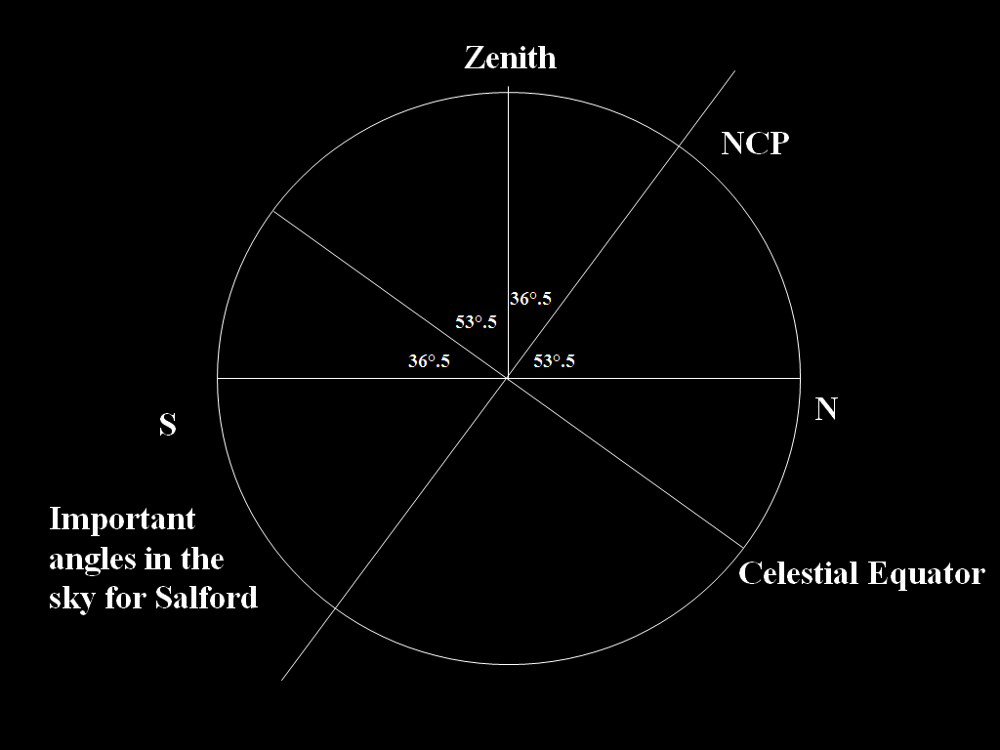 Zenith
NCP
36°.5
53°.5
36°.5
53°.5
N
S
Important
angles in the
sky for Salford
Celestial Equator